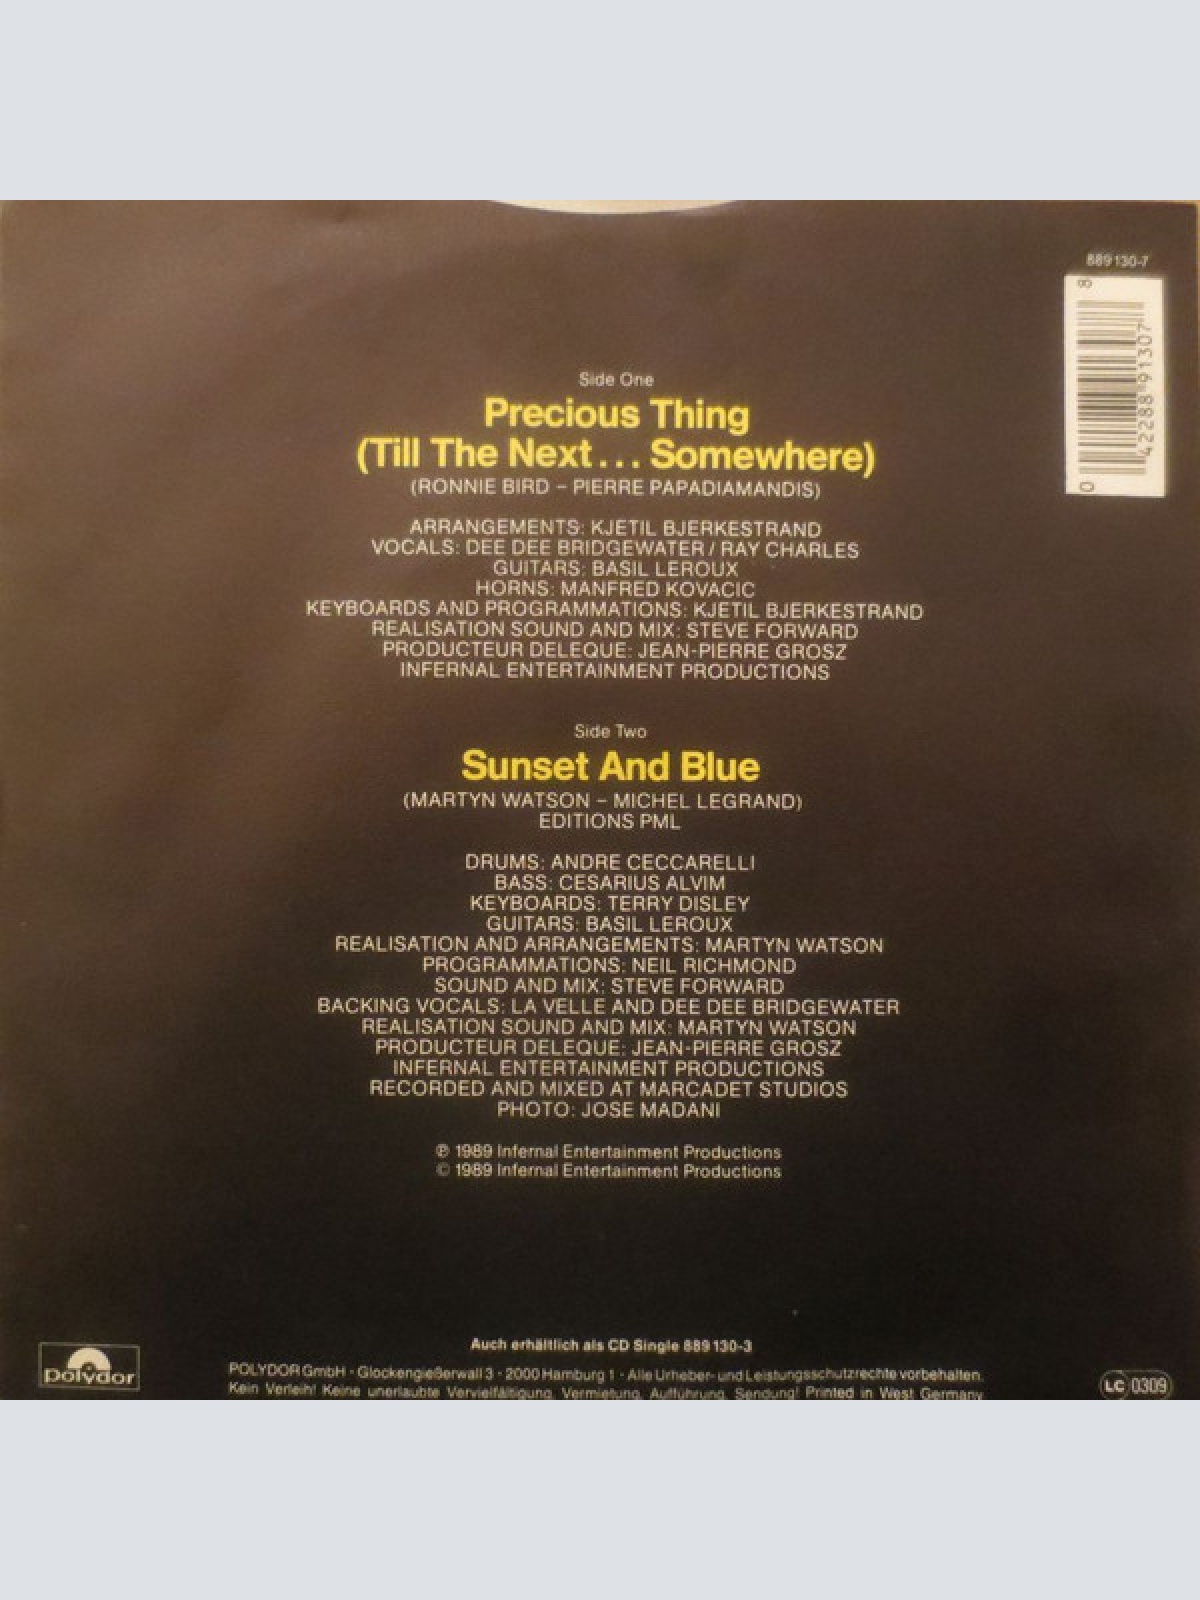 889 130-7
8
0 42288 91307
Side One
Precious Thing
(Till The Next... Somewhere)
(RONNIE BIRD – PIERRE PAPADIAMANDIS)
ARRANGEMENTS: KJETIL BJERKESTRAND
VOCALS: DEE DEE BRIDGEWATER / RAY CHARLES
GUITARS: BASIL LEROUX
HORNS: MANFRED KOVACIC
KEYBOARDS AND PROGRAMMATIONS: KJETIL BJERKESTRAND
REALISATION SOUND AND MIX: STEVE FORWARD
PRODUCTEUR DELEQUE: JEAN-PIERRE GROSZ
INFERNAL ENTERTAINMENT PRODUCTIONS
Side Two
Sunset And Blue
(MARTYN WATSON – MICHEL LEGRAND)
EDITIONS PML
DRUMS: ANDRE CECCARELLI
BASS: CESARIUS ALVIM
KEYBOARDS: TERRY DISLEY
GUITARS: BASIL LEROUX
REALISATION AND ARRANGEMENTS: MARTYN WATSON
PROGRAMMATIONS: NEIL RICHMOND
SOUND AND MIX: STEVE FORWARD
BACKING VOCALS: LA VELLE AND DEE DEE BRIDGEWATER
REALISATION SOUND AND MIX: MARTYN WATSON
PRODUCTEUR DELEQUE: JEAN-PIERRE GROSZ
INFERNAL ENTERTAINMENT PRODUCTIONS
RECORDED AND MIXED AT MARCADET STUDIOS
PHOTO: JOSE MADANI
℗ 1989 Infernal Entertainment Productions
© 1989 Infernal Entertainment Productions
Auch erhältlich als CD Single 889 130-3
polydor
POLYDOR GmbH · Glockengießerwall 3 · 2000 Hamburg 1 · Alle Urheber- und Leistungsschutzrechte vorbehalten.
Kein Verleih! Keine unerlaubte Vervielfältigung, Vermietung, Aufführung, Sendung! Printed in West Germany
LC 0309